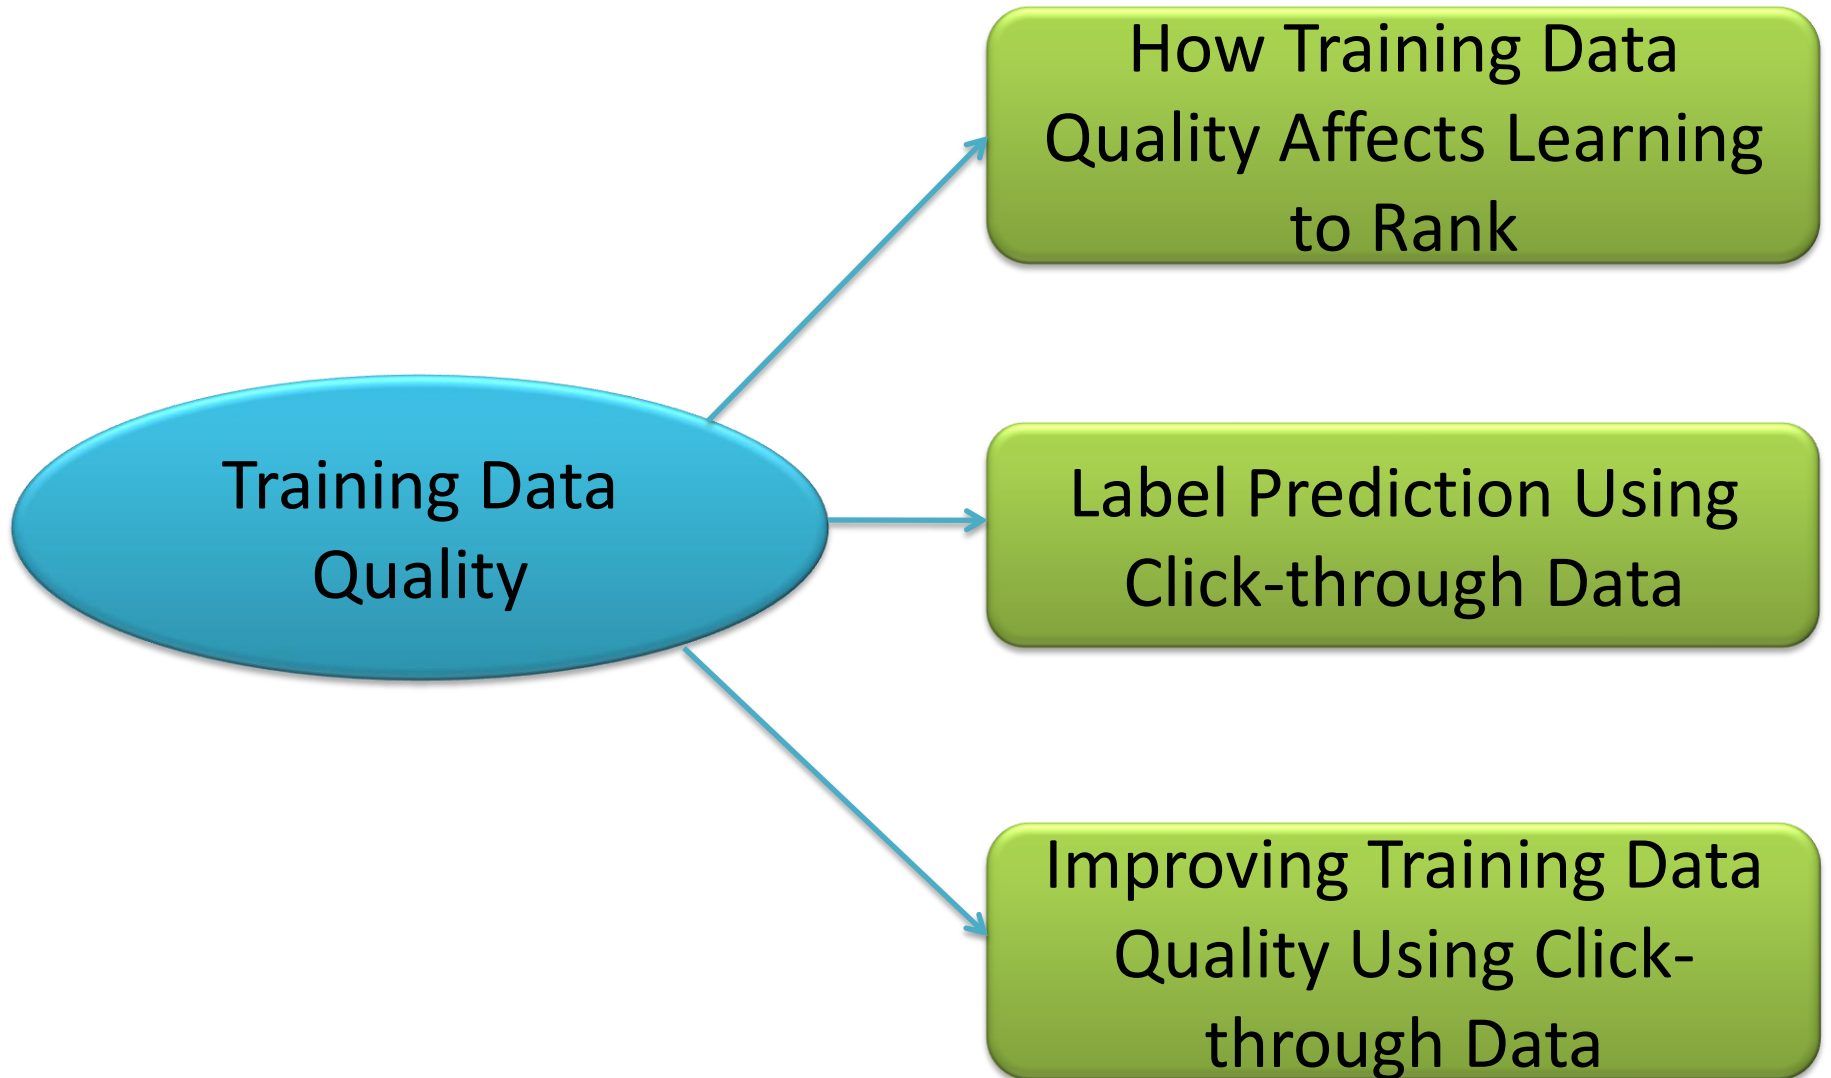 How Training Data
Quality Affects Learning
to Rank
Training Data
Quality
Label Prediction Using
Click-through Data
Improving Training Data
Quality Using Click-
through Data